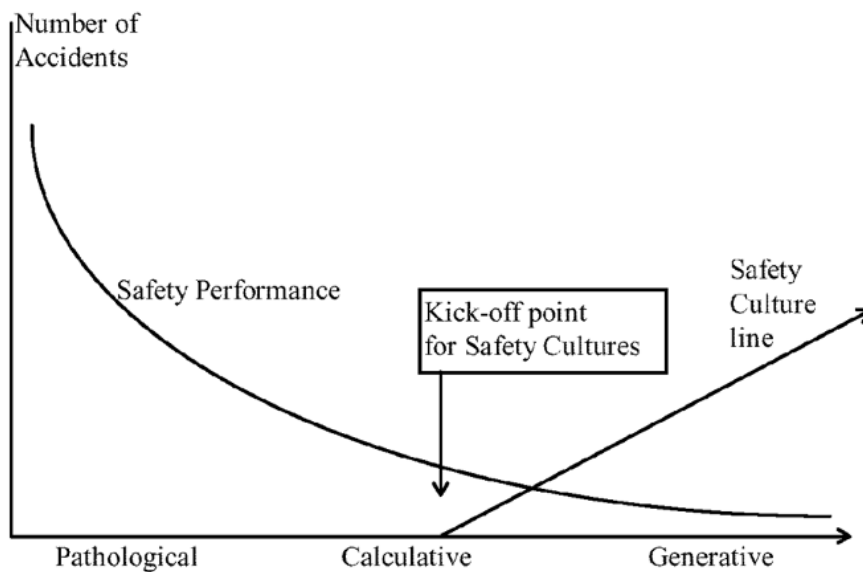 Number of
Accidents
Safety Performance
Kick-off point
for Safety Cultures
Safety
Culture
line
Pathological
Calculative
Generative